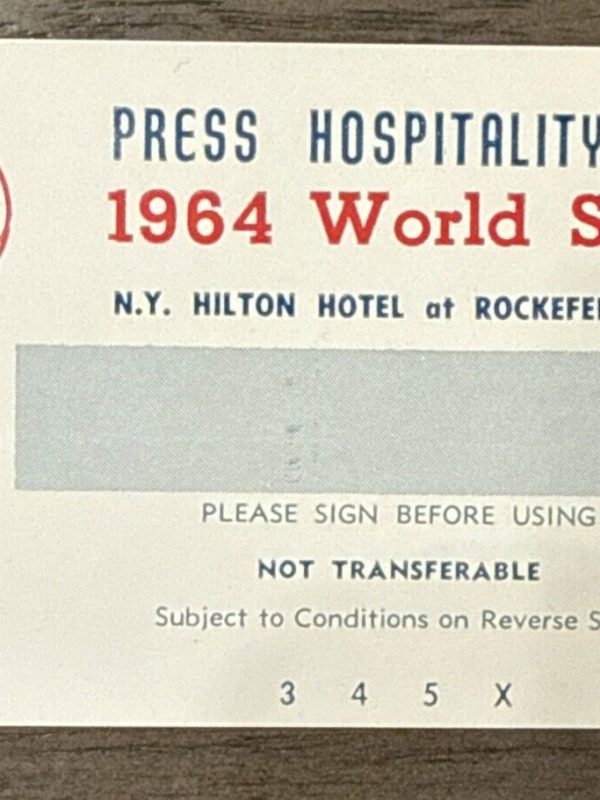 PRESS HOSPITALITY
1964 World S
N.Y. HILTON HOTEL at ROCKEFE
PLEASE SIGN BEFORE USING
NOT TRANSFERABLE
Subject to Conditions on Reverse S
3 4 5 X